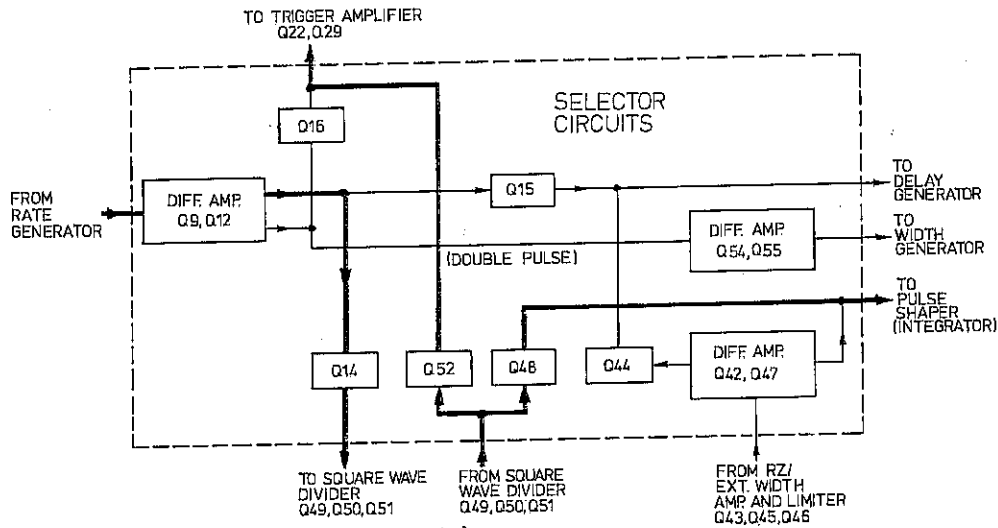 TO TRIGGER AMPLIFIER
Q22, Q29
SELECTOR
CIRCUITS
Q16
FROM
RATE
GENERATOR
DIFF. AMP.
Q9, Q12
Q15
TO
DELAY
GENERATOR
(DOUBLE PULSE)
DIFF. AMP.
Q54, Q55
TO
WIDTH
GENERATOR
TO
PULSE
SHAPER
(INTEGRATOR)
Q14
Q52
Q48
Q44
DIFF. AMP.
Q42, Q47
TO SQUARE WAVE
DIVIDER
Q49, Q50, Q51
FROM SQUARE
WAVE DIVIDER
Q49, Q50, Q51
FROM RZ/
EXT. WIDTH
AMP. AND LIMITER
Q43, Q45, Q46